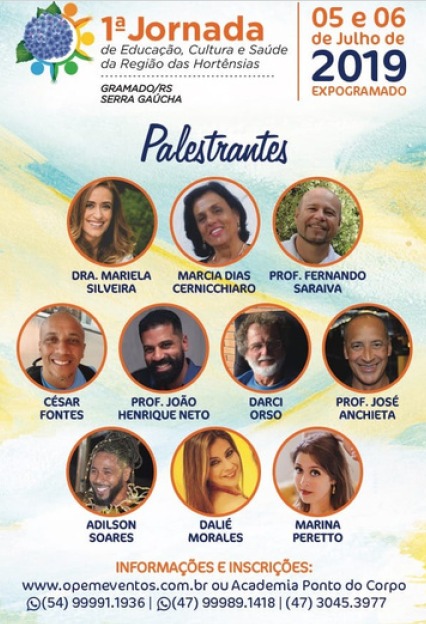 1ª Jornada
de Educação, Cultura e Saúde
da Região das Hortênsias
GRAMADO/RS
SERRA GAÚCHA
05 e 06
de Julho de
2019
EXPOGRAMADO
Palestrantes
DRA. MARIELA
SILVEIRA
MARCIA DIAS
CERNICCHIARO
PROF. FERNANDO
SARAIVA
CÉSAR
FONTES
PROF. JOÃO
HENRIQUE NETO
DARCI
ORSO
PROF. JOSÉ
ANCHIETA
ADILSON
SOARES
DALIÉ
MORALES
MARINA
PERETTO
INFORMAÇÕES E INSCRIÇÕES:
www.opemeventos.com.br ou Academia Ponto do Corpo
(54) 99991.1936 | (47) 99989.1418 | (47) 3045.3977